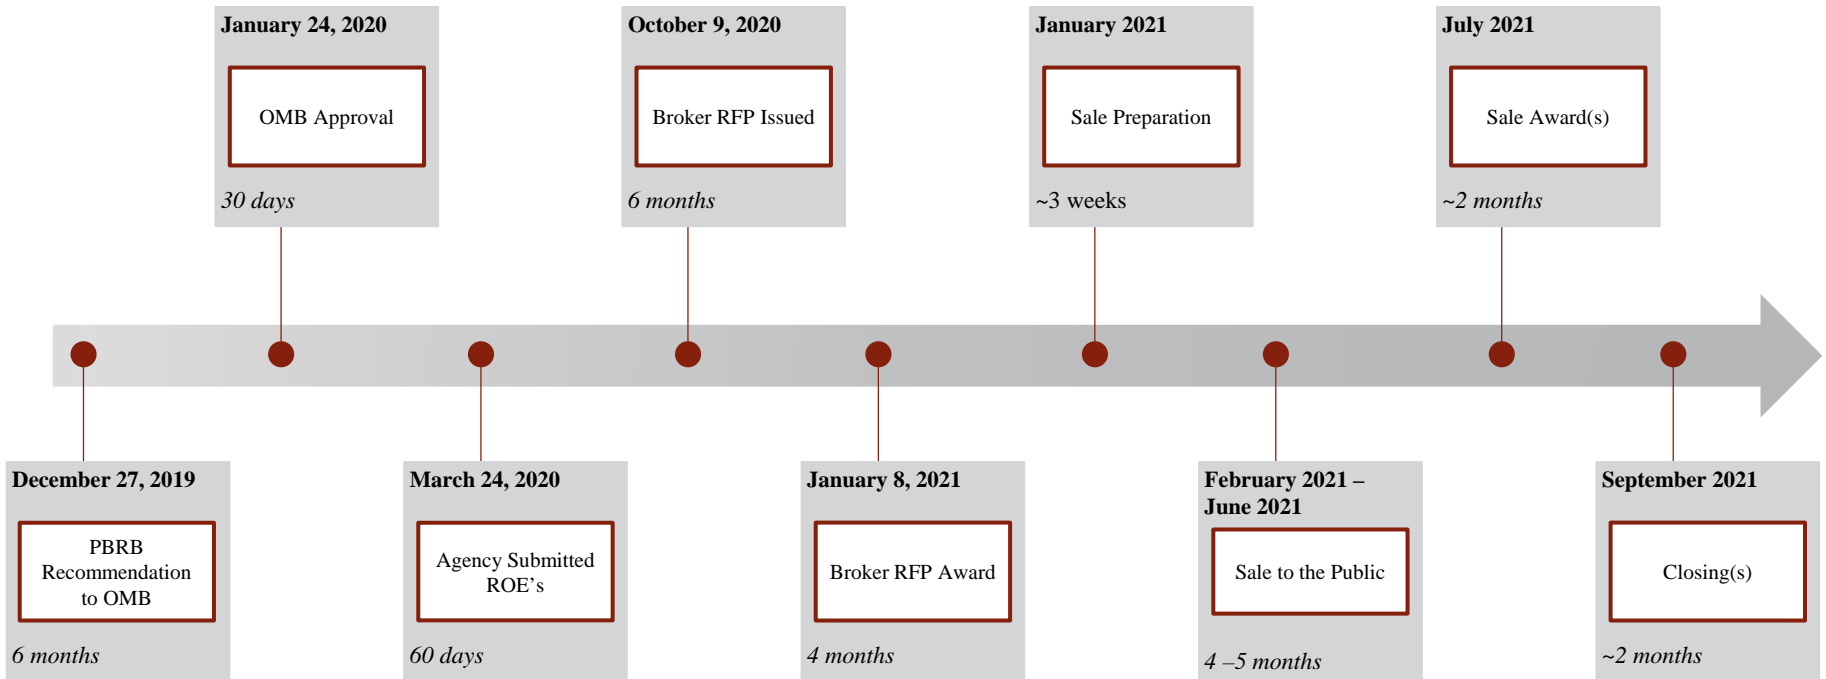 January 24, 2020
OMB Approval
30 days
October 9, 2020
Broker RFP Issued
6 months
January 2021
Sale Preparation
~3 weeks
July 2021
Sale Award(s)
~2 months
December 27, 2019
PBRB
Recommendation
to OMB
6 months
March 24, 2020
Agency Submitted
ROE’s
60 days
January 8, 2021
Broker RFP Award
4 months
February 2021 –
June 2021
Sale to the Public
4 –5 months
September 2021
Closing(s)
~2 months